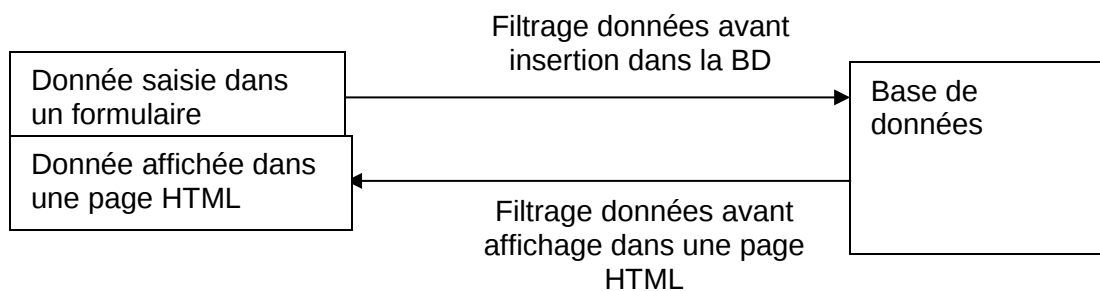 Filtrage données avant
insertion dans la BD
Donnée saisie dans
un formulaire
Base de
données
Donnée affichée dans
une page HTML
Filtrage données avant
affichage dans une page
HTML